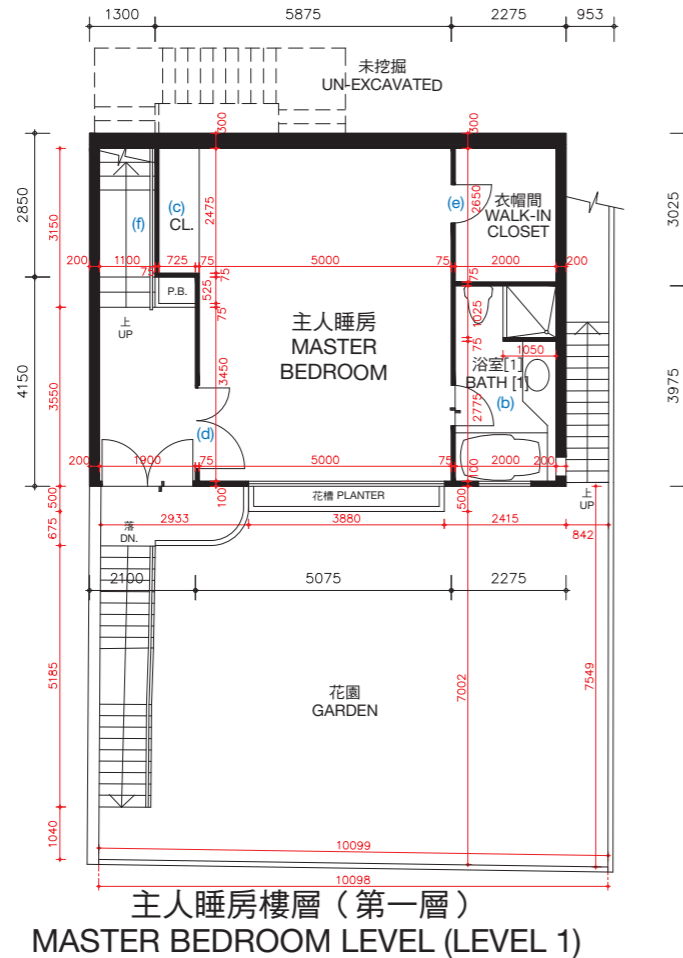 1300 5875 2275 953
未挖掘
UN-EXCAVATED
300 300
2850 3150 (f) (c) CL. 2475 (e) 2650 衣帽間 3025
WALK-IN
CLOSET
200 1100 725 75 5000 75 2000 200
75 75 75
P.B. 525
75
上
UP
主人睡房
MASTER
BEDROOM
1025
75
1050
浴室[1]
BATH [1]
4150 3550 3450 (d) 2775 (b) 3975
200 1900 75 5000 75 2000 200
100 100
500 花槽 PLANTER 500 上
UP
675 落
DN.
2933 3880 2415 842
2100 5075 2275
5185 7002 7549
花園
GARDEN
1040
10099
10098
主人睡房樓層（第一層）
MASTER BEDROOM LEVEL (LEVEL 1)